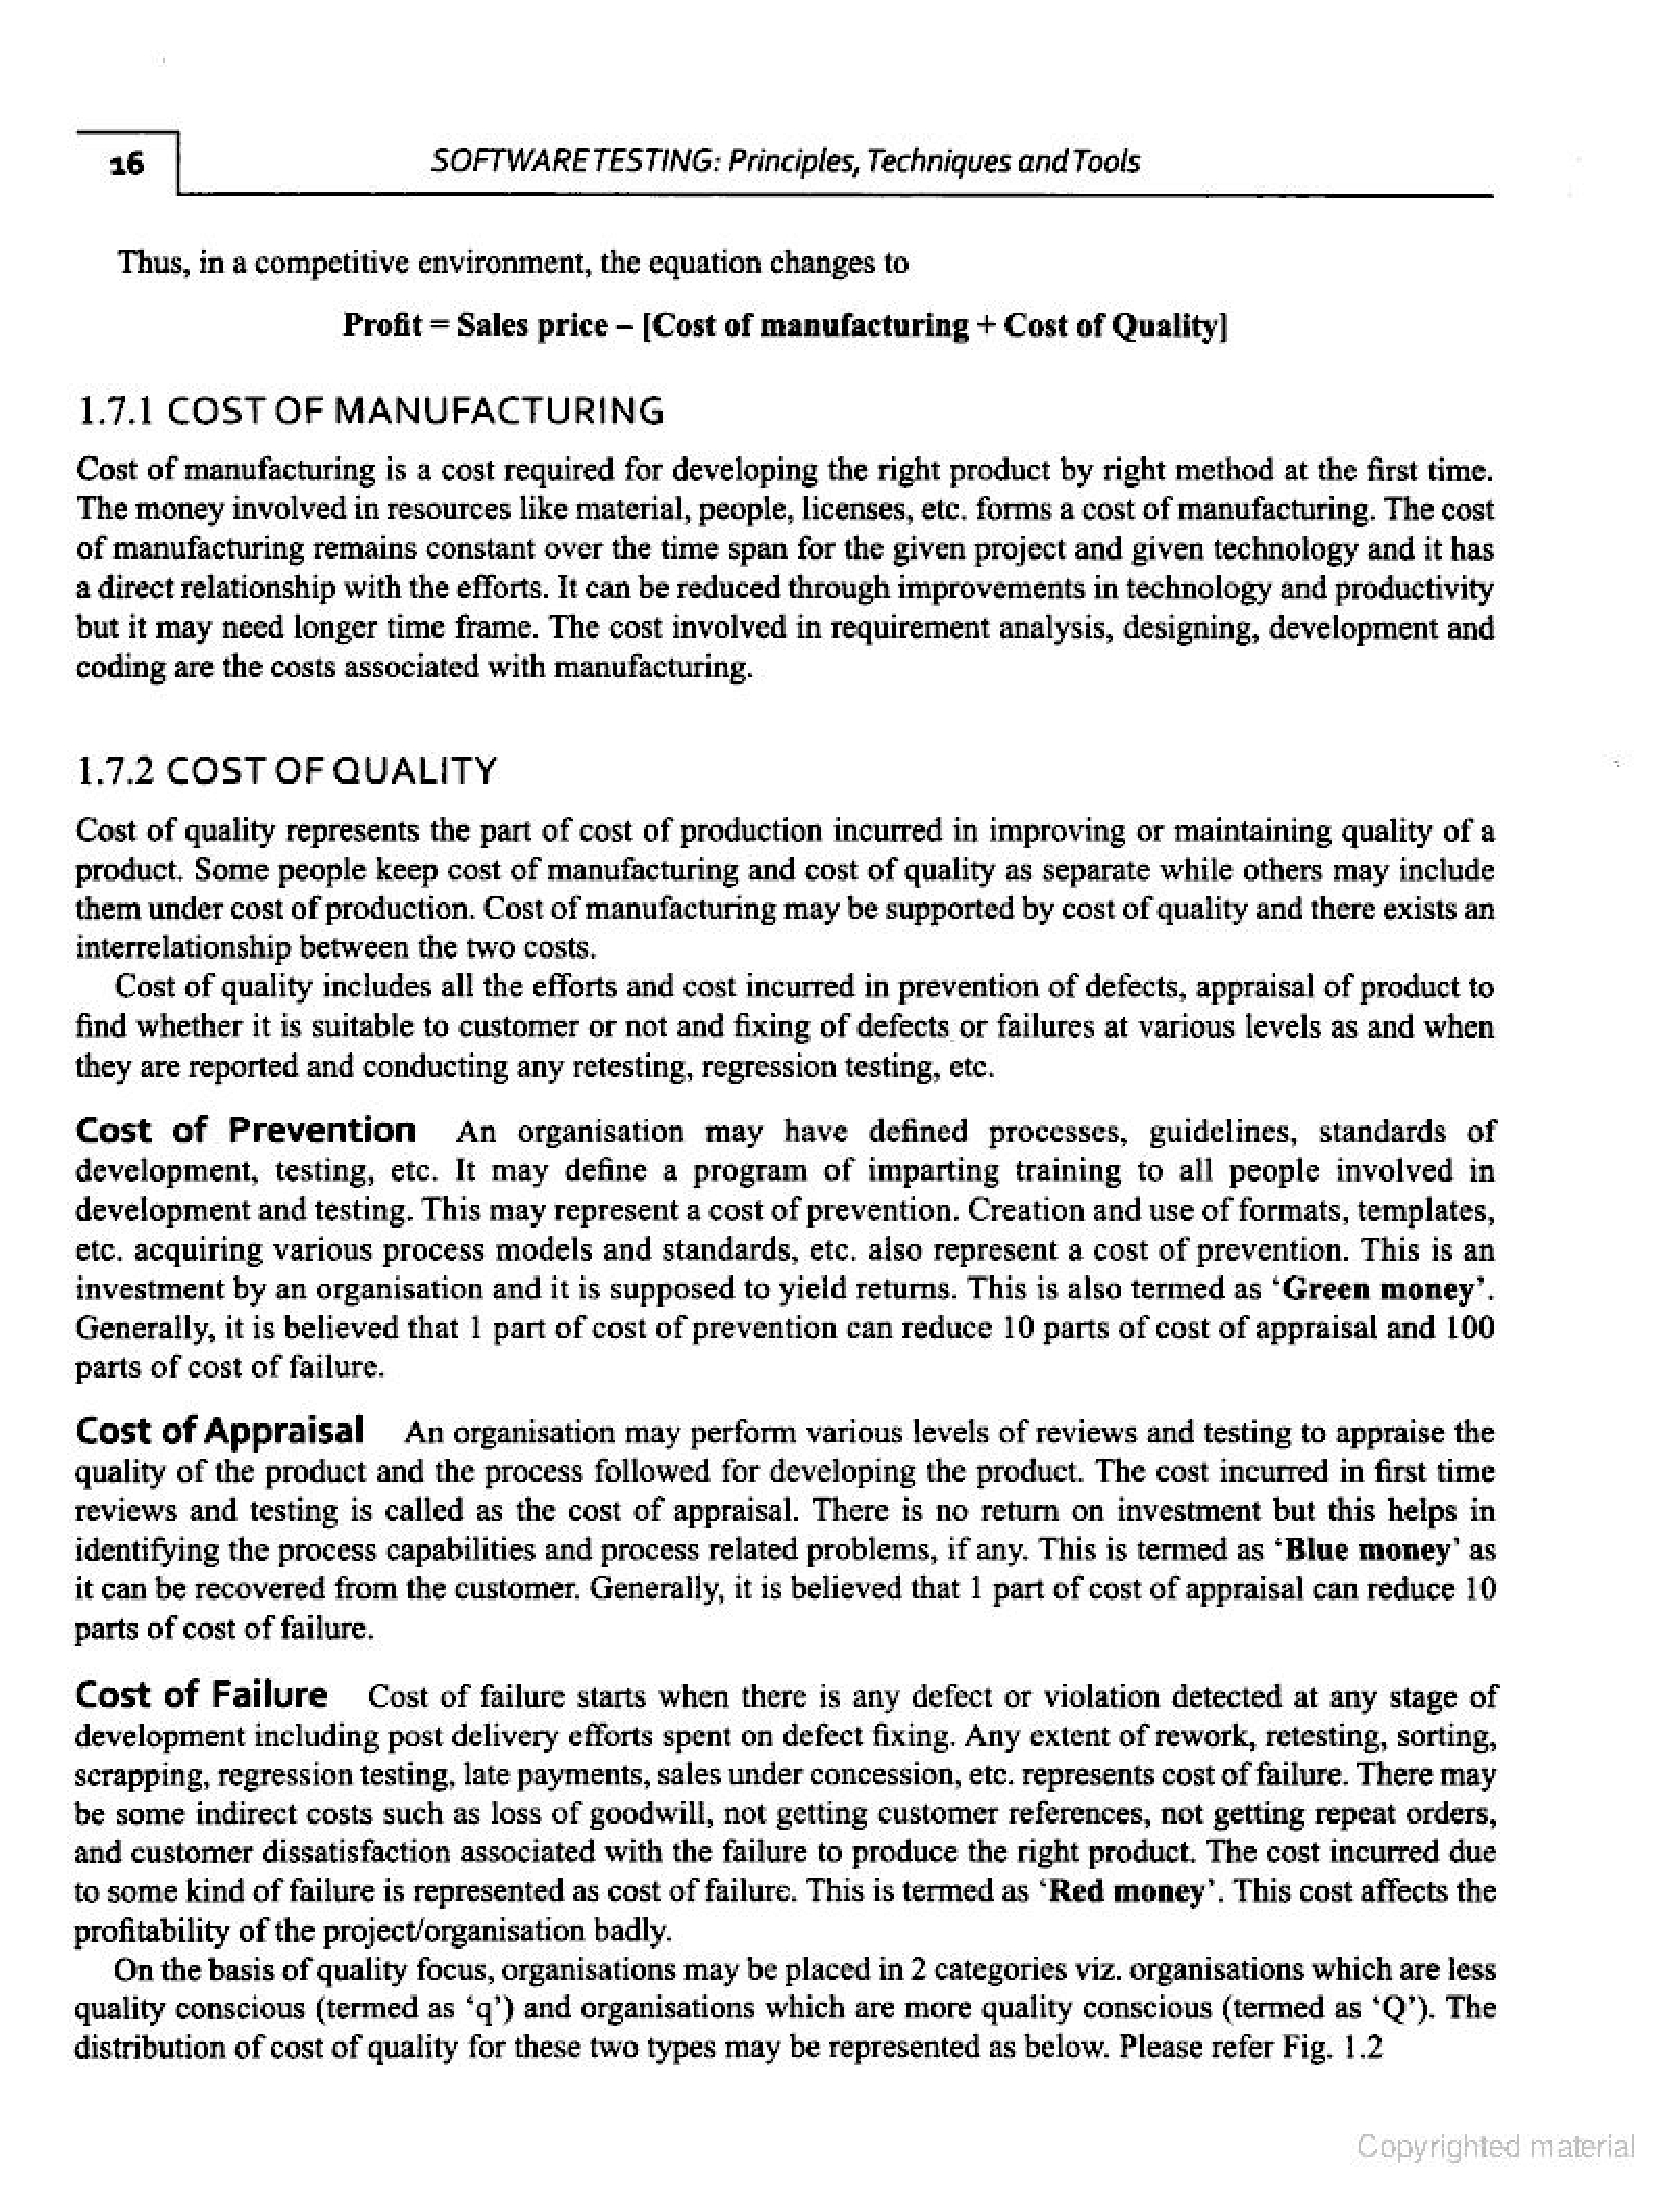 16
SOFTWARE TESTING: Principles, Techniques and Tools
Thus, in a competitive environment, the equation changes to
Profit = Sales price – [Cost of manufacturing + Cost of Quality]
1.7.1 COST OF MANUFACTURING
Cost of manufacturing is a cost required for developing the right product by right method at the first time.
The money involved in resources like material, people, licenses, etc. forms a cost of manufacturing. The cost
of manufacturing remains constant over the time span for the given project and given technology and it has
a direct relationship with the efforts. It can be reduced through improvements in technology and productivity
but it may need longer time frame. The cost involved in requirement analysis, designing, development and
coding are the costs associated with manufacturing.
1.7.2 COST OF QUALITY
Cost of quality represents the part of cost of production incurred in improving or maintaining quality of a
product. Some people keep cost of manufacturing and cost of quality as separate while others may include
them under cost of production. Cost of manufacturing may be supported by cost of quality and there exists an
interrelationship between the two costs.
Cost of quality includes all the efforts and cost incurred in prevention of defects, appraisal of product to
find whether it is suitable to customer or not and fixing of defects or failures at various levels as and when
they are reported and conducting any retesting, regression testing, etc.
Cost of Prevention An organisation may have defined processes, guidelines, standards of
development, testing, etc. It may define a program of imparting training to all people involved in
development and testing. This may represent a cost of prevention. Creation and use of formats, templates,
etc. acquiring various process models and standards, etc. also represent a cost of prevention. This is an
investment by an organisation and it is supposed to yield returns. This is also termed as ‘Green money’.
Generally, it is believed that 1 part of cost of prevention can reduce 10 parts of cost of appraisal and 100
parts of cost of failure.
Cost of Appraisal An organisation may perform various levels of reviews and testing to appraise the
quality of the product and the process followed for developing the product. The cost incurred in first time
reviews and testing is called as the cost of appraisal. There is no return on investment but this helps in
identifying the process capabilities and process related problems, if any. This is termed as ‘Blue money’ as
it can be recovered from the customer. Generally, it is believed that 1 part of cost of appraisal can reduce 10
parts of cost of failure.
Cost of Failure Cost of failure starts when there is any defect or violation detected at any stage of
development including post delivery efforts spent on defect fixing. Any extent of rework, retesting, sorting,
scrapping, regression testing, late payments, sales under concession, etc. represents cost of failure. There may
be some indirect costs such as loss of goodwill, not getting customer references, not getting repeat orders,
and customer dissatisfaction associated with the failure to produce the right product. The cost incurred due
to some kind of failure is represented as cost of failure. This is termed as ‘Red money’. This cost affects the
profitability of the project/organisation badly.
On the basis of quality focus, organisations may be placed in 2 categories viz. organisations which are less
quality conscious (termed as ‘q’) and organisations which are more quality conscious (termed as ‘Q’). The
distribution of cost of quality for these two types may be represented as below. Please refer Fig. 1.2
Copyrighted material